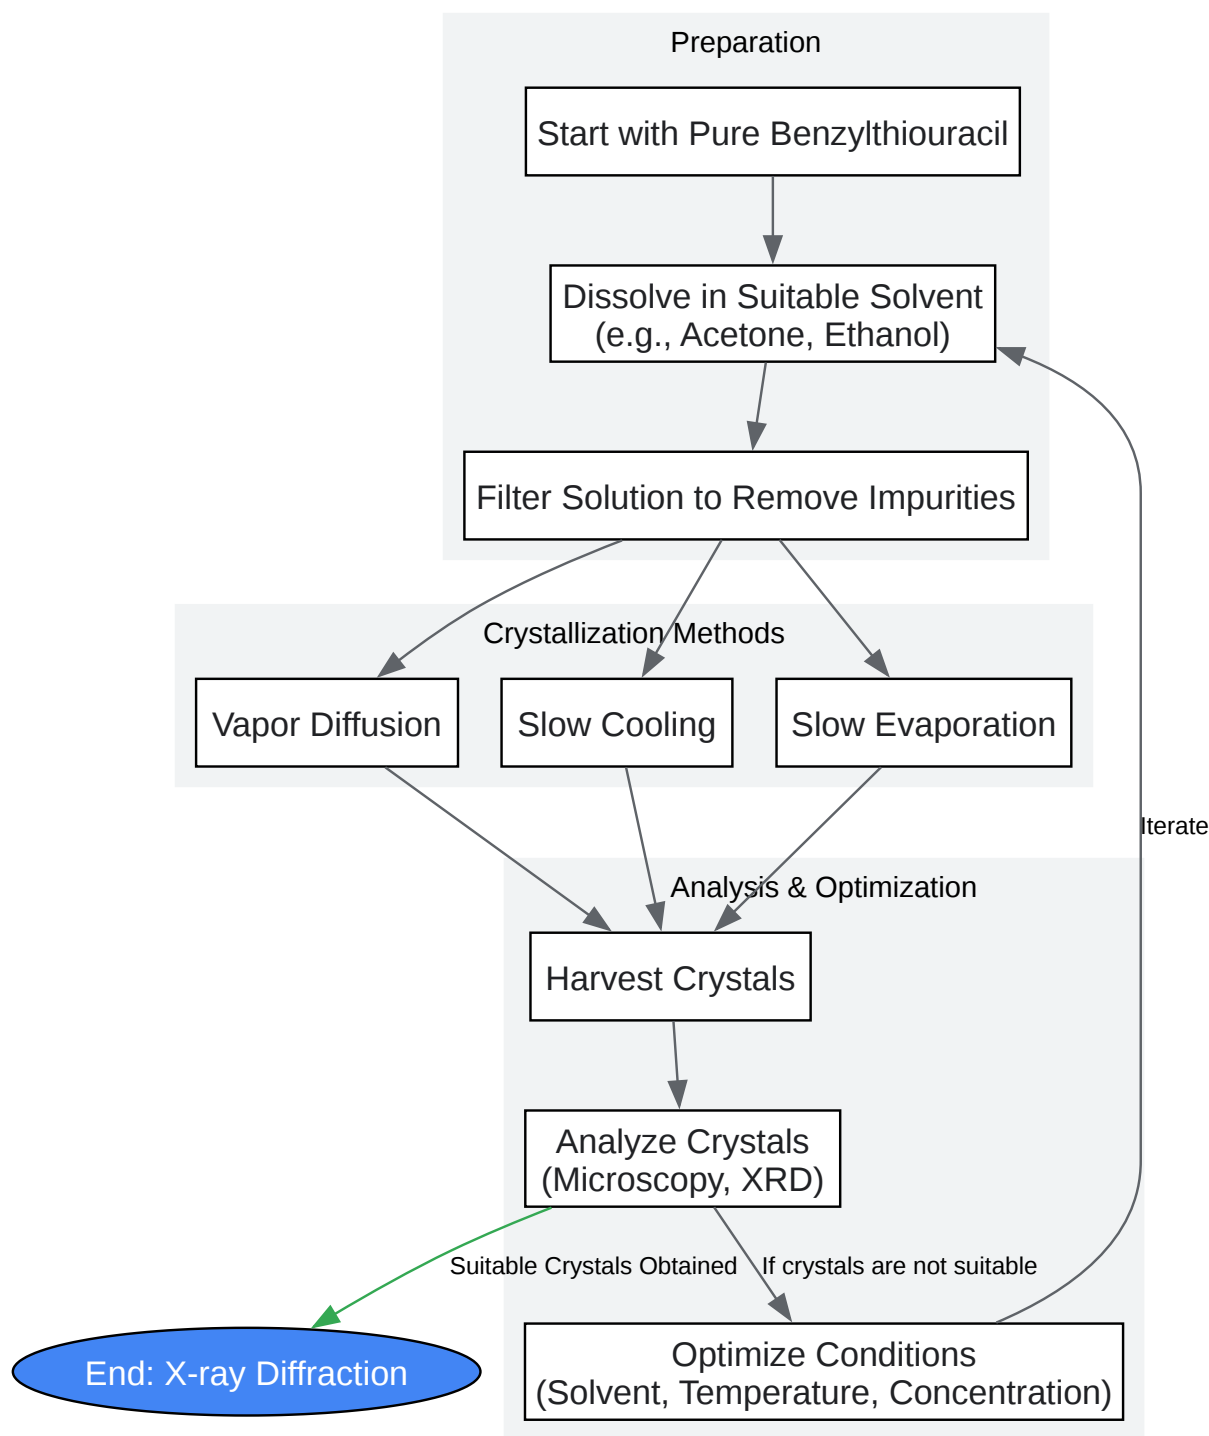 Preparation
Start with Pure Benzylthiouracil
Dissolve in Suitable Solvent
(e.g., Acetone, Ethanol)
Filter Solution to Remove Impurities
Crystallization Methods
Vapor Diffusion
Slow Cooling
Slow Evaporation
Iterate
Analysis & Optimization
Harvest Crystals
Analyze Crystals
(Microscopy, XRD)
Suitable Crystals Obtained
If crystals are not suitable
End: X-ray Diffraction
Optimize Conditions
(Solvent, Temperature, Concentration)